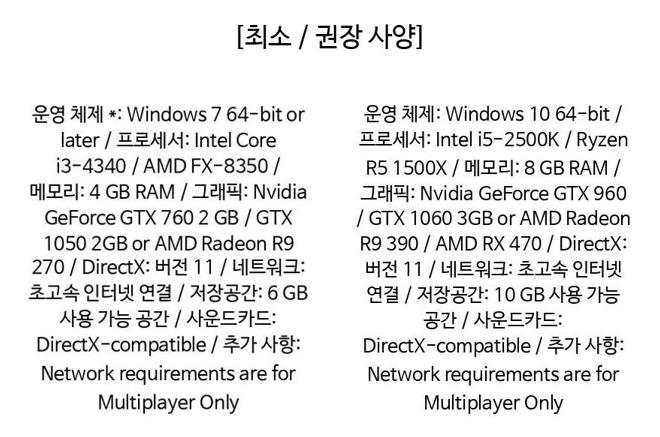 [최소 / 권장 사양]
운영 체제 *: Windows 7 64-bit or
later / 프로세서: Intel Core
i3-4340 / AMD FX-8350 /
메모리: 4 GB RAM / 그래픽: Nvidia
GeForce GTX 760 2 GB / GTX
1050 2GB or AMD Radeon R9
270 / DirectX: 버전 11 / 네트워크:
초고속 인터넷 연결 / 저장공간: 6 GB
사용 가능 공간 / 사운드카드:
DirectX-compatible / 추가 사항:
Network requirements are for
Multiplayer Only
운영 체제: Windows 10 64-bit /
프로세서: Intel i5-2500K / Ryzen
R5 1500X / 메모리: 8 GB RAM /
그래픽: Nvidia GeForce GTX 960
/ GTX 1060 3GB or AMD Radeon
R9 390 / AMD RX 470 / DirectX:
버전 11 / 네트워크: 초고속 인터넷
연결 / 저장공간: 10 GB 사용 가능
공간 / 사운드카드:
DirectX-compatible / 추가 사항:
Network requirements are for
Multiplayer Only